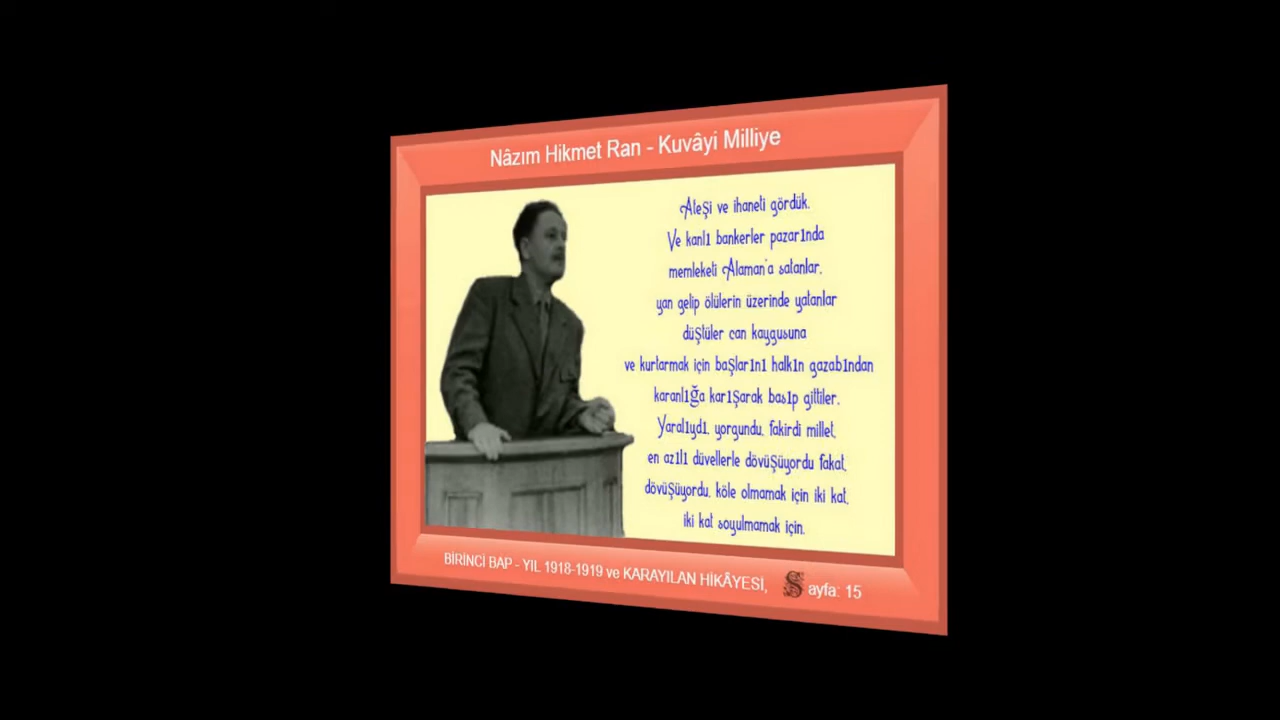 Nâzım Hikmet Ran - Kuvâyi Milliye
Ateşi ve ihaneti gördük.
Ve kanlı bankerler pazarında
memleketi Alaman'a satanlar,
yan gelip ölülerin üzerinde yatanlar
düştüler can kaygusuna
ve kurtarmak için başlarını halkın gazabından
karanlığa karışarak basıp gittiler.
Yaralıydı, yorgundu, fakirdi millet,
en azılı düvellerle dövüşüyordu fakat,
dövüşüyordu, köle olmamak için iki kat,
iki kat soyulmamak için.
BİRİNCİ BAP - YIL 1918-1919 ve KARAYILAN HİKÂYESİ, Sayfa: 15